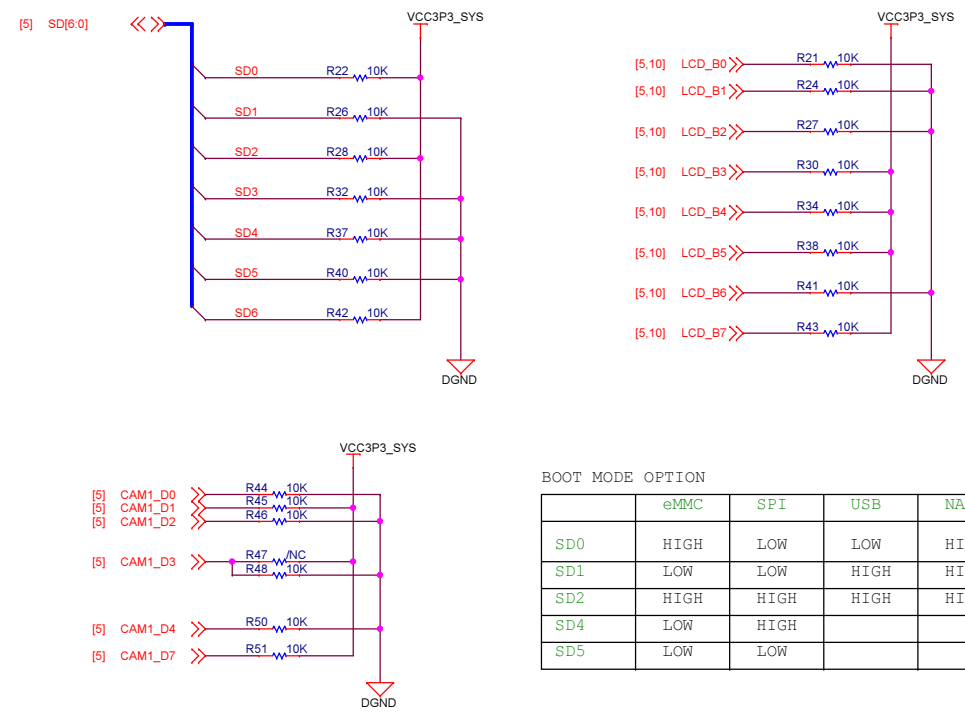 [5] SD[6:0]
VCC3P3_SYS
SD0 R22 10K
SD1 R26 10K
SD2 R28 10K
SD3 R32 10K
SD4 R37 10K
SD5 R40 10K
SD6 R42 10K
DGND
VCC3P3_SYS
[5,10] LCD_B0 R21 10K
[5,10] LCD_B1 R24 10K
[5,10] LCD_B2 R27 10K
[5,10] LCD_B3 R30 10K
[5,10] LCD_B4 R34 10K
[5,10] LCD_B5 R38 10K
[5,10] LCD_B6 R41 10K
[5,10] LCD_B7 R43 10K
DGND
VCC3P3_SYS
[5] CAM1_D0 R44 10K
[5] CAM1_D1 R45 10K
[5] CAM1_D2 R46 10K
[5] CAM1_D3 R47 /NC
R48 10K
[5] CAM1_D4 R50 10K
[5] CAM1_D7 R51 10K
DGND
BOOT MODE OPTION
eMMC SPI USB NA
SD0 HIGH LOW LOW HI
SD1 LOW LOW HIGH HI
SD2 HIGH HIGH HIGH HI
SD4 LOW HIGH
SD5 LOW LOW